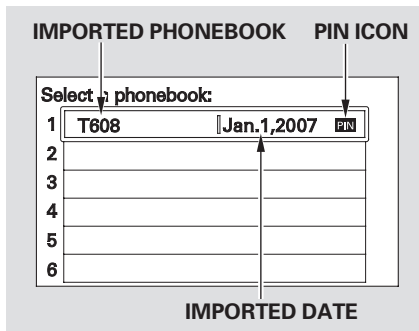 IMPORTED PHONEBOOK PIN ICON
Select a phonebook:
1 T608 Jan.1,2007 PIN
2
3
4
5
6
IMPORTED DATE